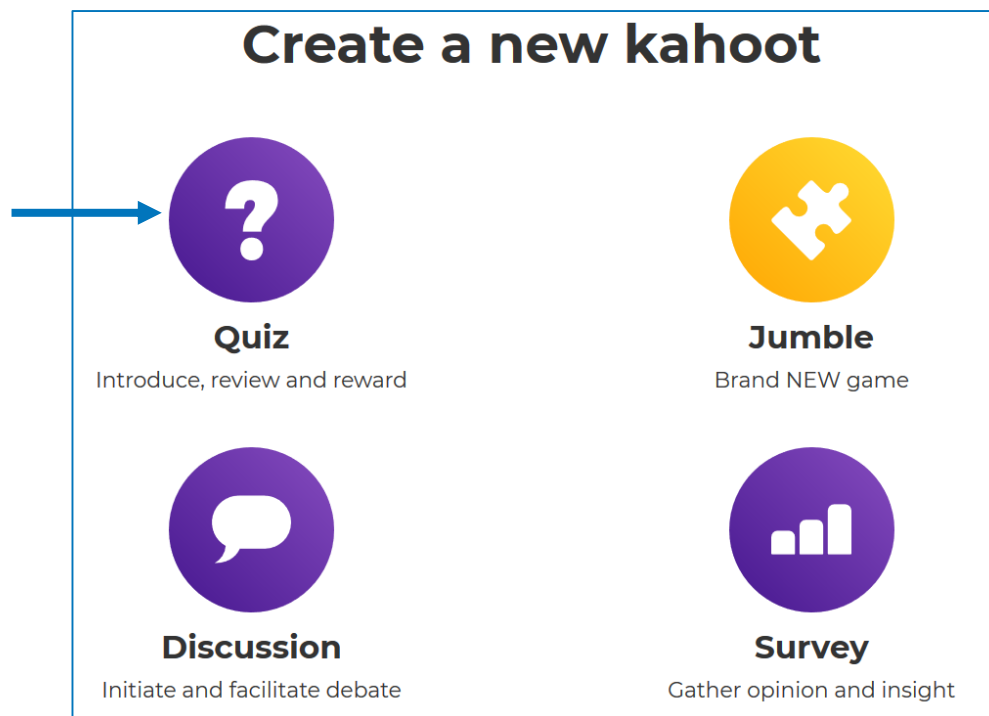 Create a new kahoot
?
Quiz
Introduce, review and reward
Jumble
Brand NEW game
Discussion
Initiate and facilitate debate
Survey
Gather opinion and insight